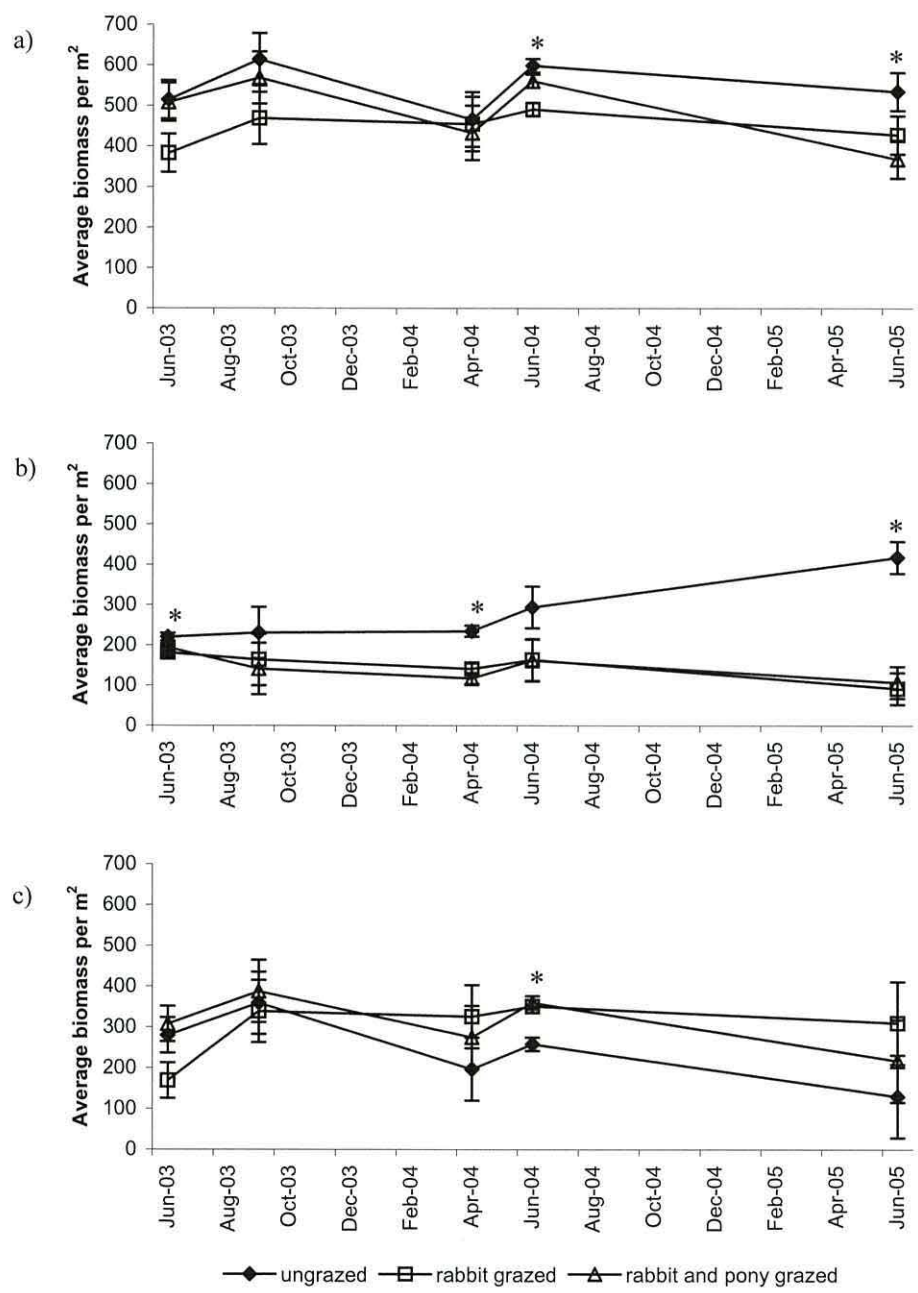 a)
Average biomass per m²
700
600
500
400
300
200
100
0
*
*
Jun-03
Aug-03
Oct-03
Dec-03
Feb-04
Apr-04
Jun-04
Aug-04
Oct-04
Dec-04
Feb-05
Apr-05
Jun-05
b)
Average biomass per m²
700
600
500
400
300
200
100
0
*
*
*
Jun-03
Aug-03
Oct-03
Dec-03
Feb-04
Apr-04
Jun-04
Aug-04
Oct-04
Dec-04
Feb-05
Apr-05
Jun-05
c)
Average biomass per m²
700
600
500
400
300
200
100
0
*
Jun-03
Aug-03
Oct-03
Dec-03
Feb-04
Apr-04
Jun-04
Aug-04
Oct-04
Dec-04
Feb-05
Apr-05
Jun-05
ungrazed rabbit grazed rabbit and pony grazed